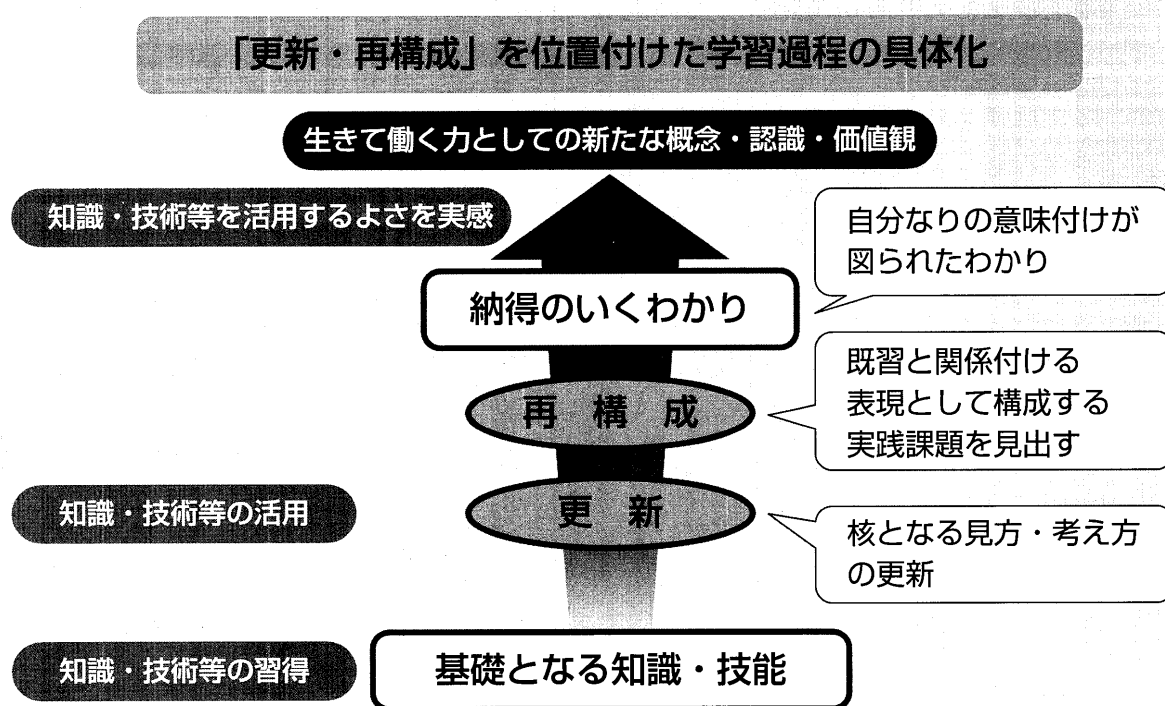 「更新・再構成」を位置付けた学習過程の具体化
生きて働く力としての新たな概念・認識・価値観
知識・技術等を活用するよさを実感
自分なりの意味付けが
図られたわかり
納得のいくわかり
既習と関係付ける
表現として構成する
実践課題を見出す
再構成
知識・技術等の活用
更新
核となる見方・考え方
の更新
知識・技術等の習得
基礎となる知識・技能